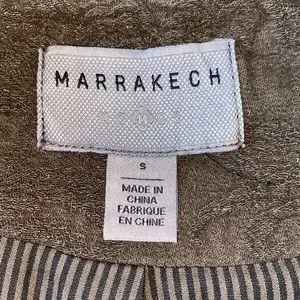 MARRAKECH
S
MADE IN
CHINA
FABRIQUE
EN CHINE